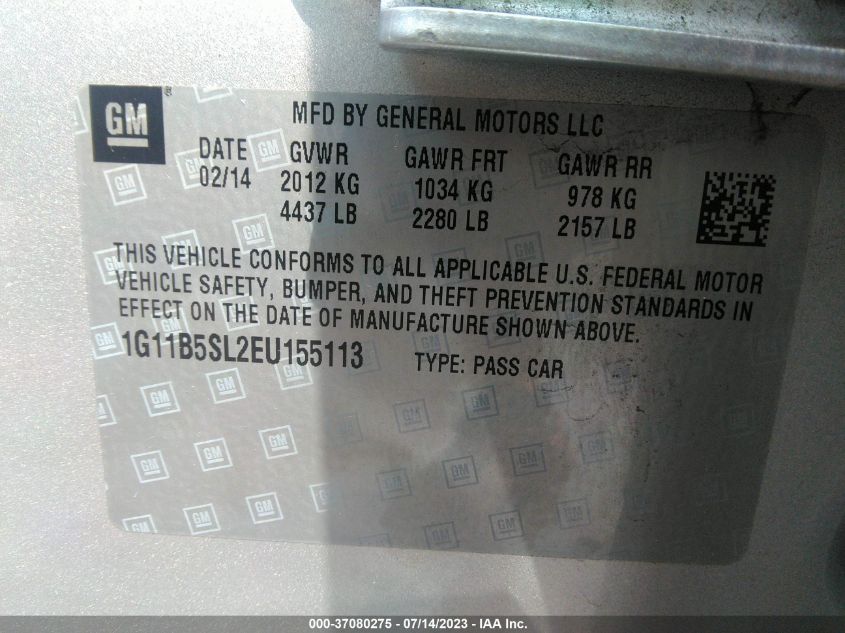 GM
MFD BY GENERAL MOTORS LLC
DATE GVWR GAWR FRT GAWR RR
02/14 2012 KG 1034 KG 978 KG
4437 LB 2280 LB 2157 LB
THIS VEHICLE CONFORMS TO ALL APPLICABLE U.S. FEDERAL MOTOR
VEHICLE SAFETY, BUMPER, AND THEFT PREVENTION STANDARDS IN
EFFECT ON THE DATE OF MANUFACTURE SHOWN ABOVE.
1G11B5SL2EU155113 TYPE: PASS CAR
000-37080275 - 07/14/2023 - IAA Inc.